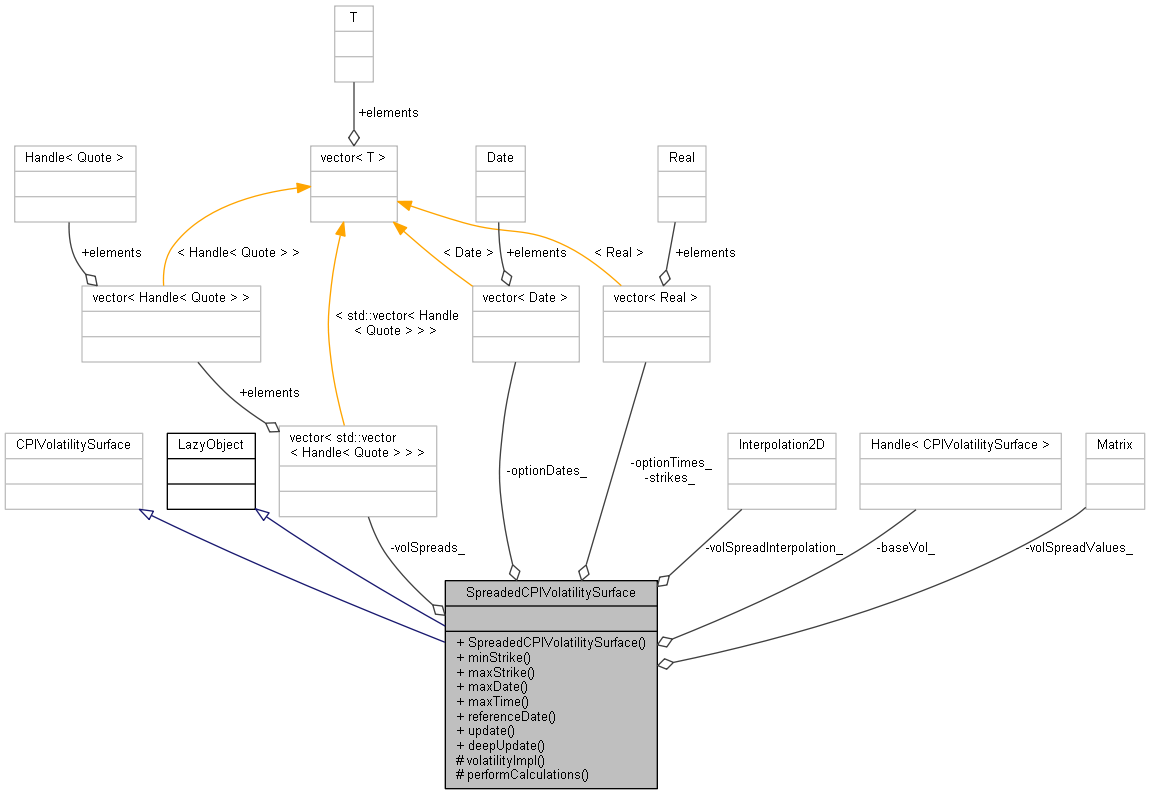 T
+elements
Handle< Quote >
vector< T >
Date
Real
+elements
< Handle< Quote > >
< Date >
+elements
< Real >
+elements
vector< Handle< Quote > >
< std::vector< Handle
< Quote > > >
vector< Date >
vector< Real >
+elements
CPIVolatilitySurface
LazyObject
vector< std::vector
< Handle< Quote > > >
-optionDates_
-optionTimes_
-strikes_
Interpolation2D
Handle< CPIVolatilitySurface >
Matrix
-volSpreads_
-volSpreadInterpolation_
-baseVol_
-volSpreadValues_
SpreadedCPIVolatilitySurface
+ SpreadedCPIVolatilitySurface()
+ minStrike()
+ maxStrike()
+ maxDate()
+ maxTime()
+ referenceDate()
+ update()
+ deepUpdate()
# volatilityImpl()
# performCalculations()